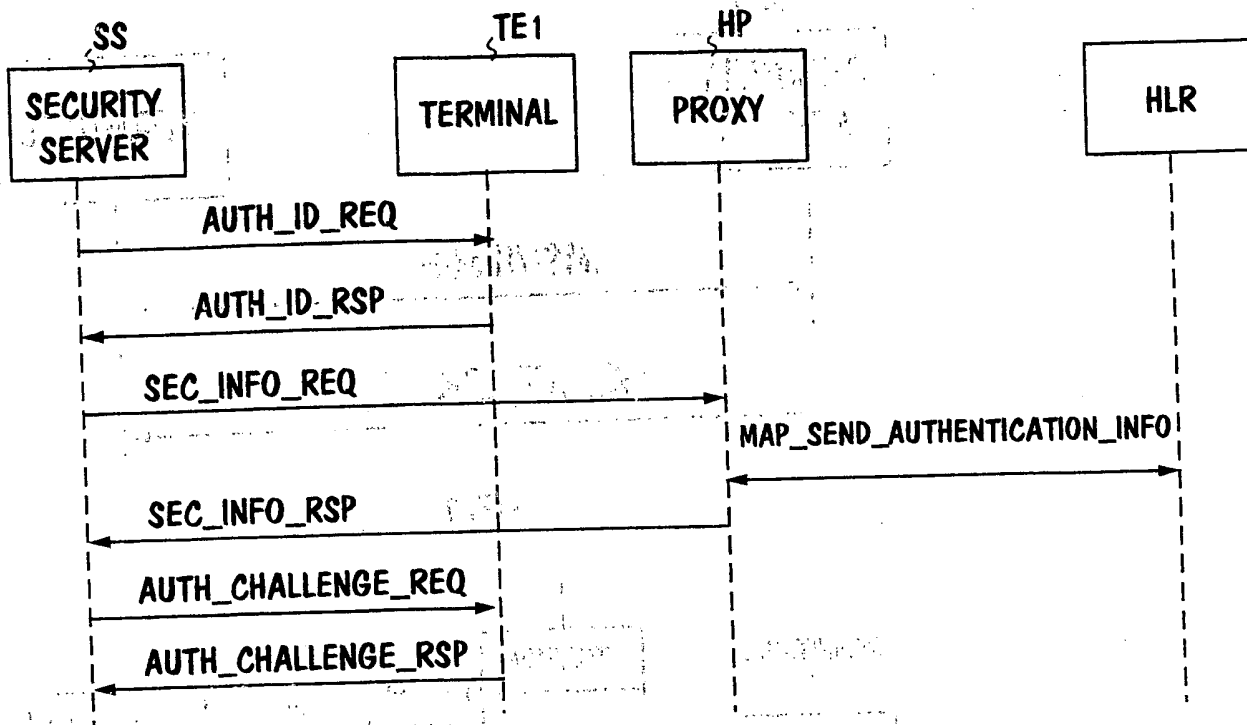 SS
TE1
HP
SECURITY
SERVER
TERMINAL
PROXY
HLR
AUTH_ID_REQ
AUTH_ID_RSP
SEC_INFO_REQ
MAP_SEND_AUTHENTICATION_INFO
SEC_INFO_RSP
AUTH_CHALLENGE_REQ
AUTH_CHALLENGE_RSP